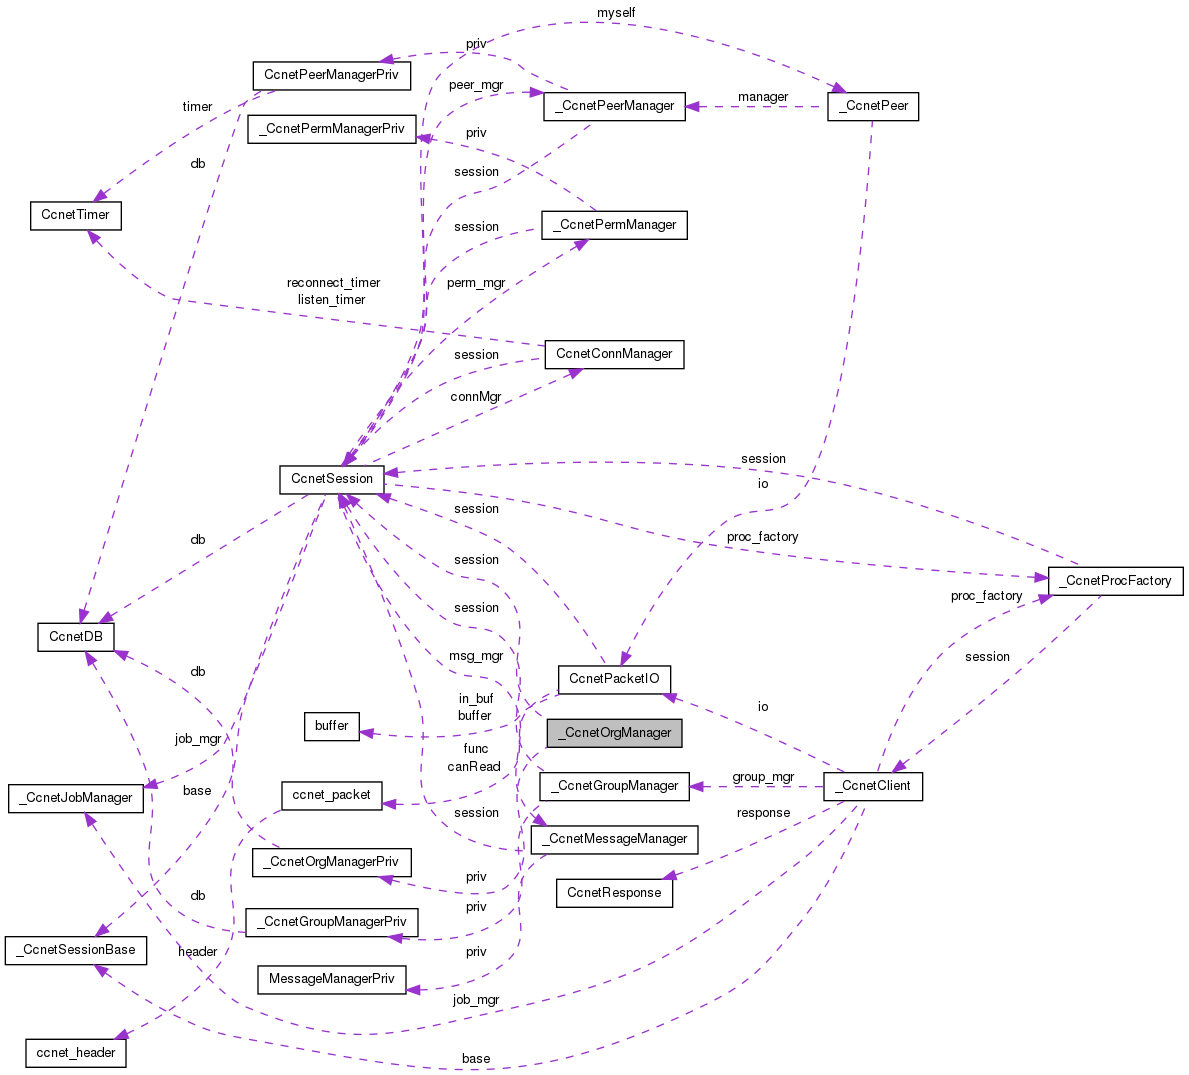 myself
priv
CcnetPeerManagerPriv
peer_mgr
manager
_CcnetPeerManager
_CcnetPeer
timer
_CcnetPermManagerPriv
priv
db
session
CcnetTimer
session
_CcnetPermManager
reconnect_timer
listen_timer
perm_mgr
session
CcnetConnManager
connMgr
session
CcnetSession
io
session
db
proc_factory
session
_CcnetProcFactory
proc_factory
session
CcnetDB
msg_mgr
session
db
CcnetPacketIO
in_buf
buffer
io
buffer
_CcnetOrgManager
job_mgr
func
canRead
group_mgr
_CcnetGroupManager
_CcnetClient
base
ccnet_packet
_CcnetJobManager
session
response
_CcnetMessageManager
_CcnetOrgManagerPriv
priv
CcnetResponse
db
priv
_CcnetGroupManagerPriv
_CcnetSessionBase
header
priv
MessageManagerPriv
job_mgr
ccnet_header
base